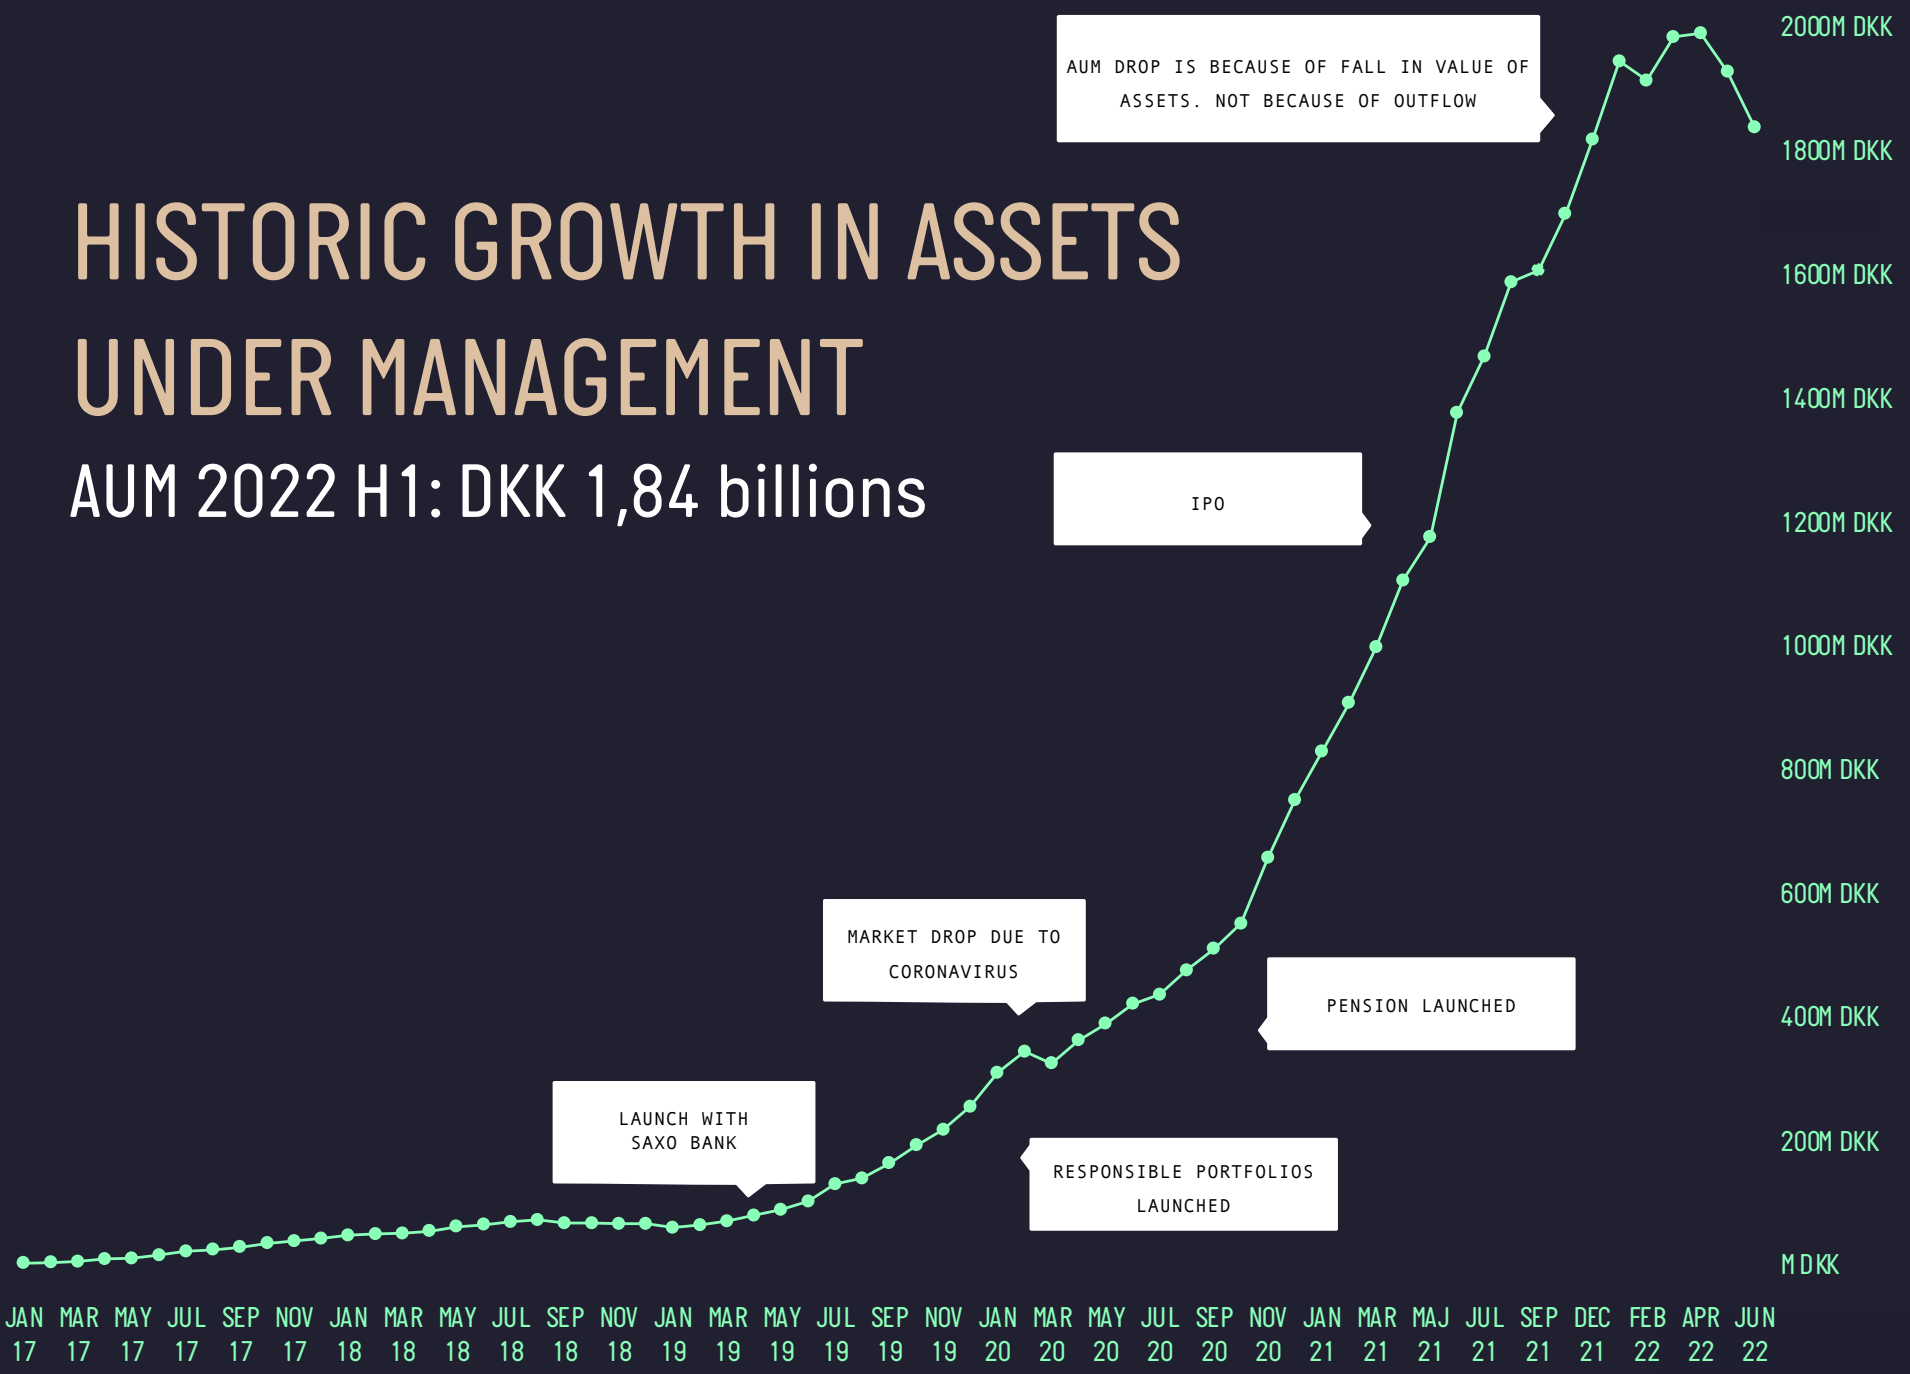 AUM DROP IS BECAUSE OF FALL IN VALUE OF
ASSETS. NOT BECAUSE OF OUTFLOW
HISTORIC GROWTH IN ASSETS
UNDER MANAGEMENT
AUM 2022 H1: DKK 1,84 billions
IPO
MARKET DROP DUE TO
CORONAVIRUS
PENSION LAUNCHED
LAUNCH WITH
SAXO BANK
RESPONSIBLE PORTFOLIOS
LAUNCHED
2000M DKK
1800M DKK
1600M DKK
1400M DKK
1200M DKK
1000M DKK
800M DKK
600M DKK
400M DKK
200M DKK
M DKK
JAN MAR MAY JUL SEP NOV JAN MAR MAY JUL SEP NOV JAN MAR MAY JUL SEP NOV JAN MAR MAY JUL SEP NOV JAN MAR MAJ JUL SEP DEC FEB APR JUN
17 17 17 17 17 17 18 18 18 18 18 18 19 19 19 19 19 19 20 20 20 20 20 20 21 21 21 21 21 21 22 22 22